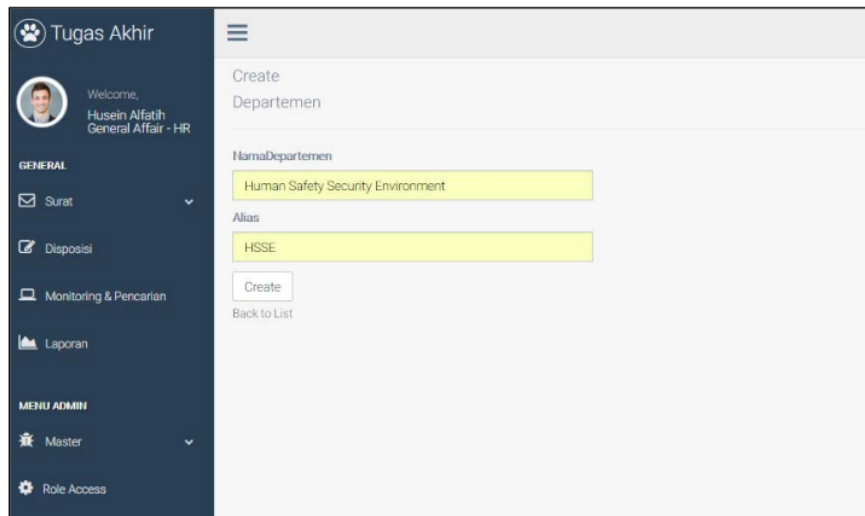 Tugas Akhir
Welcome,
Husein Alfatih
General Affair - HR
GENERAL
Surat
Disposisi
Monitoring & Pencarian
Laporan
MENU ADMIN
Master
Role Access
Create
Departemen
NamaDepartemen
Human Safety Security Environment
Alias
HSSE
Create
Back to List